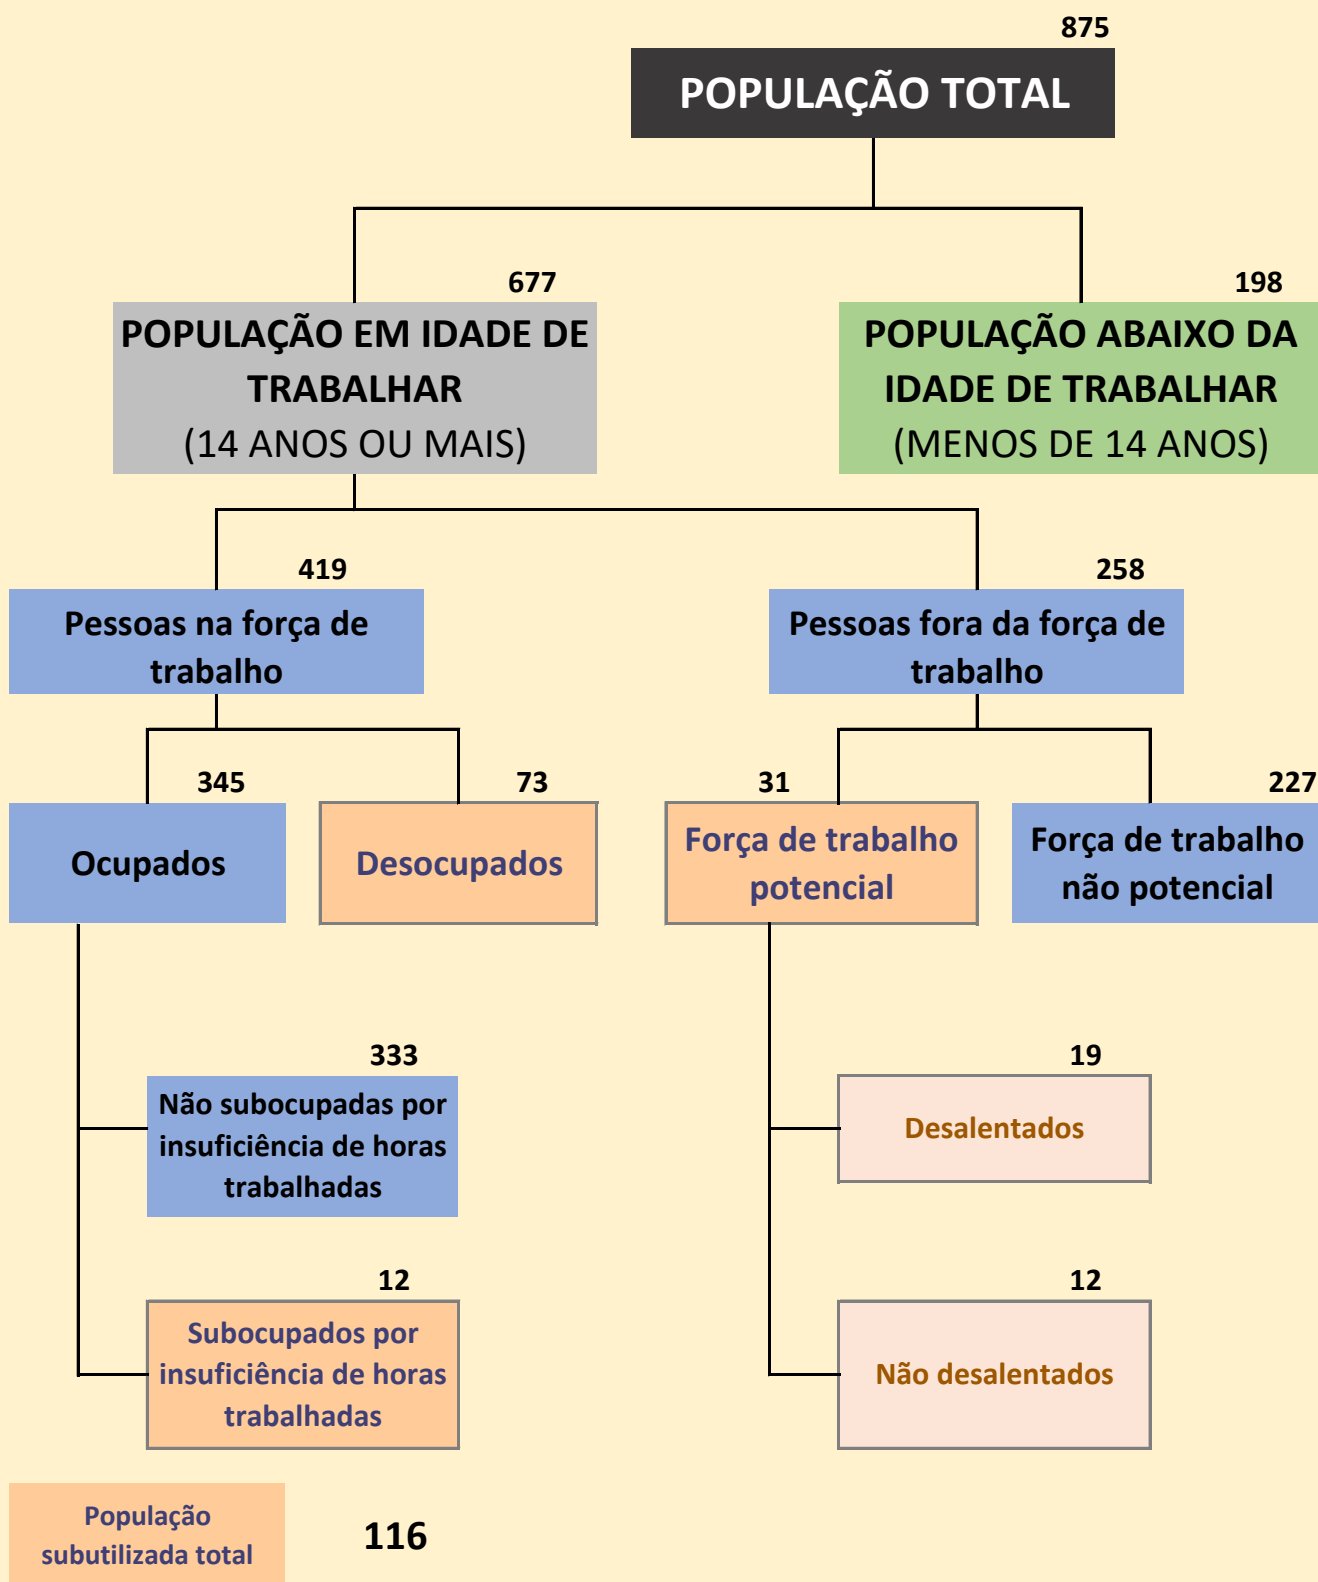 875
POPULAÇÃO TOTAL
677
POPULAÇÃO EM IDADE DE
TRABALHAR
(14 ANOS OU MAIS)
198
POPULAÇÃO ABAIXO DA
IDADE DE TRABALHAR
(MENOS DE 14 ANOS)
419
Pessoas na força de
trabalho
258
Pessoas fora da força de
trabalho
345
Ocupados
73
Desocupados
31
Força de trabalho
potencial
227
Força de trabalho
não potencial
333
Não subocupadas por
insuficiência de horas
trabalhadas
19
Desalentados
12
Subocupados por
insuficiência de horas
trabalhadas
12
Não desalentados
População
subutilizada total
116